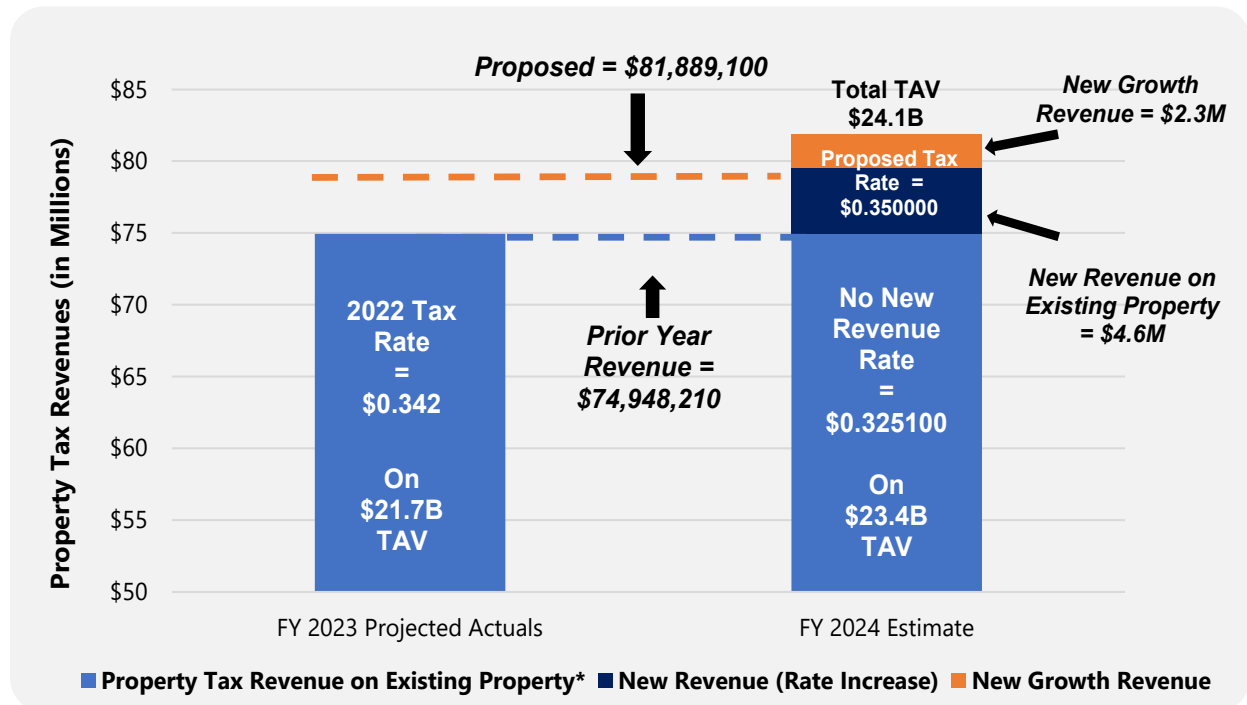 Property Tax Revenues (in Millions)
$85
$80
$75
$70
$65
$60
$55
$50
Proposed = $81,889,100
Total TAV
$24.1B
New Growth
Revenue = $2.3M
Proposed Tax
Rate =
$0.350000
New Revenue on
Existing Property
= $4.6M
2022 Tax
Rate
=
$0.342
On
$21.7B
TAV
Prior Year
Revenue =
$74,948,210
No New
Revenue
Rate
=
$0.325100
On
$23.4B
TAV
FY 2023 Projected Actuals
FY 2024 Estimate
Property Tax Revenue on Existing Property*
New Revenue (Rate Increase)
New Growth Revenue